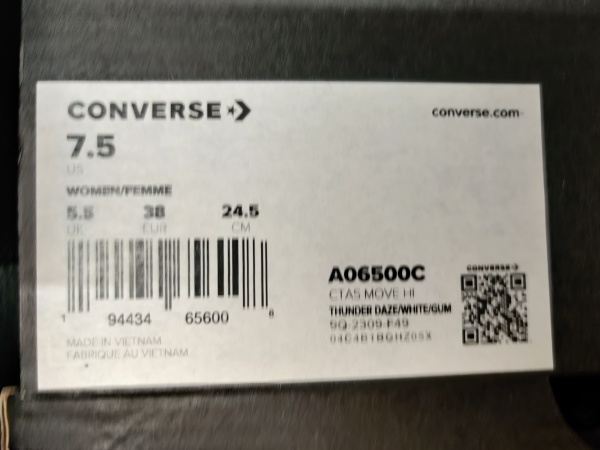 CONVERSE
converse.com
7.5
US
WOMEN/FEMME
5.5 38 24.5
UK EUR CM
1 94434 65600 8
MADE IN VIETNAM
FABRIQUE AU VIETNAM
A06500C
CTAS MOVE HI
THUNDER DAZE/WHITE/GUM
SQ-2309-F49
CONVERSE